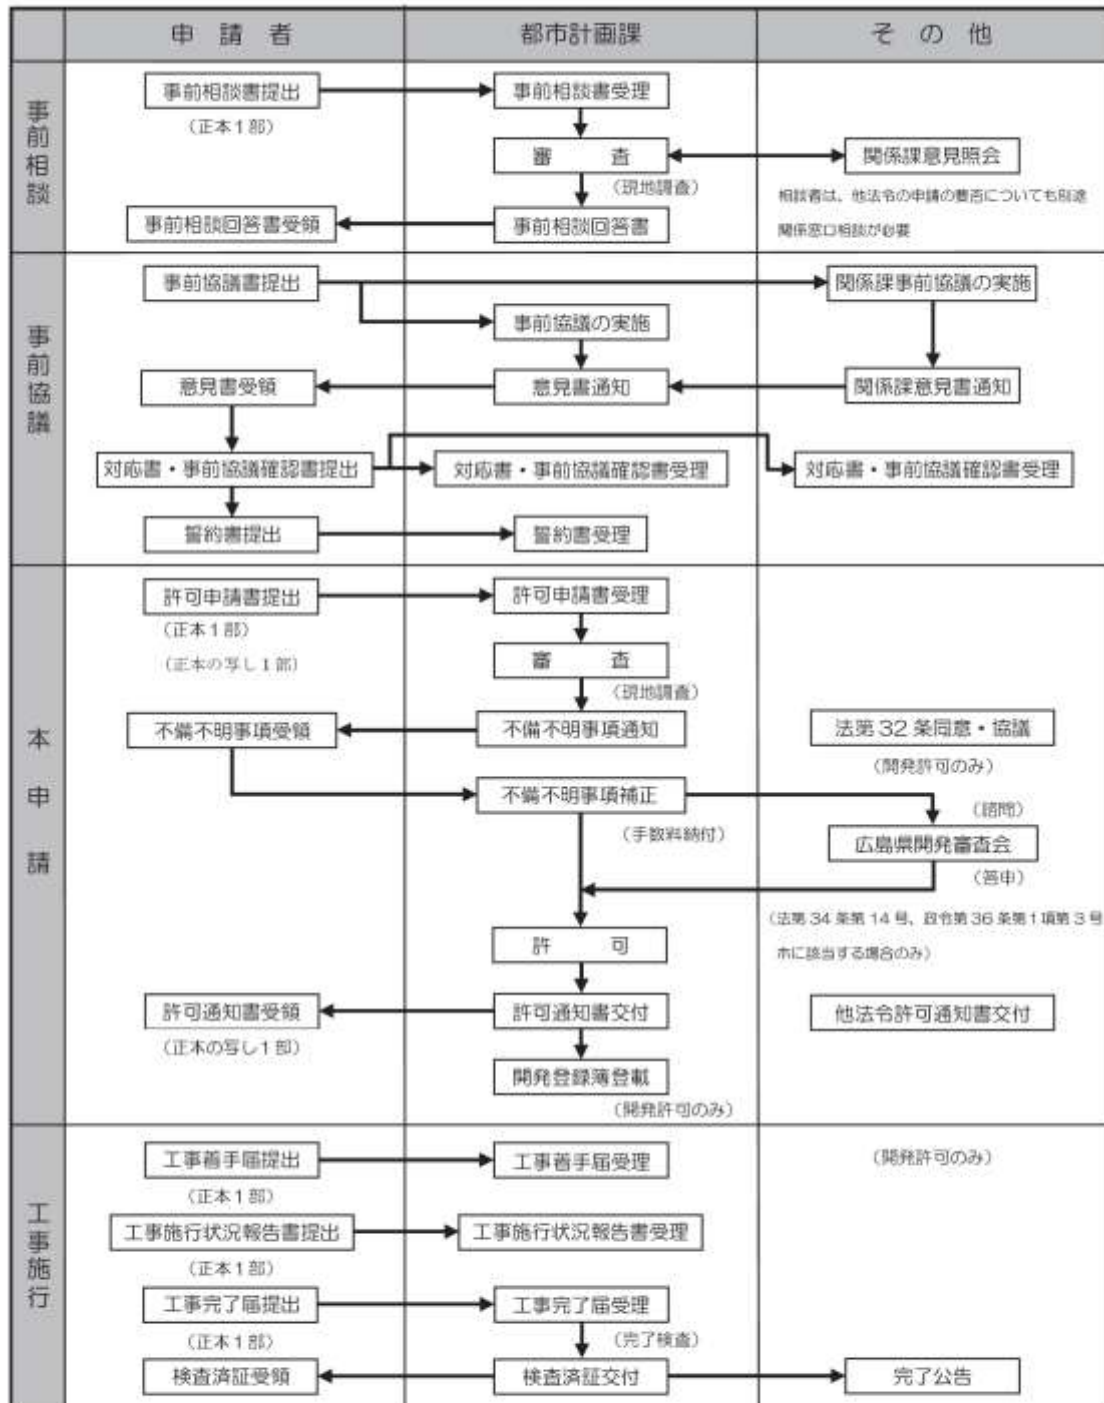 申請者
都市計画課
その他
事前相談
事前相談書提出
事前相談書受理
(正本1部)
審査
関係課意見照会
(現地調査)
相談者は、他法令の申請の要否についても別途
事前相談回答書受領
事前相談回答書
関係窓口相談が必要
事前協議
事前協議書提出
関係課事前協議の実施
事前協議の実施
意見書受領
意見書通知
関係課意見書通知
対応書・事前協議確認書提出
対応書・事前協議確認書受理
対応書・事前協議確認書受理
誓約書提出
誓約書受理
本申請
許可申請書提出
許可申請書受理
(正本1部)
(正本の写し1部)
審査
(現地調査)
不備不明事項受領
不備不明事項通知
法第32条同意・協議
(開発許可のみ)
不備不明事項補正
(諮問)
(手数料納付)
広島県開発審査会
(答申)
(法第34条第14号、政令第36条第1項第3号
ホに該当する場合のみ)
許可
許可通知書受領
許可通知書交付
他法令許可通知書交付
(正本の写し1部)
開発登録簿登載
(開発許可のみ)
工事施行
工事着手届提出
工事着手届受理
(開発許可のみ)
(正本1部)
工事施行状況報告書提出
工事施行状況報告書受理
(正本1部)
工事完了届提出
工事完了届受理
(正本1部)
(完了検査)
検査済証受領
検査済証交付
完了公告